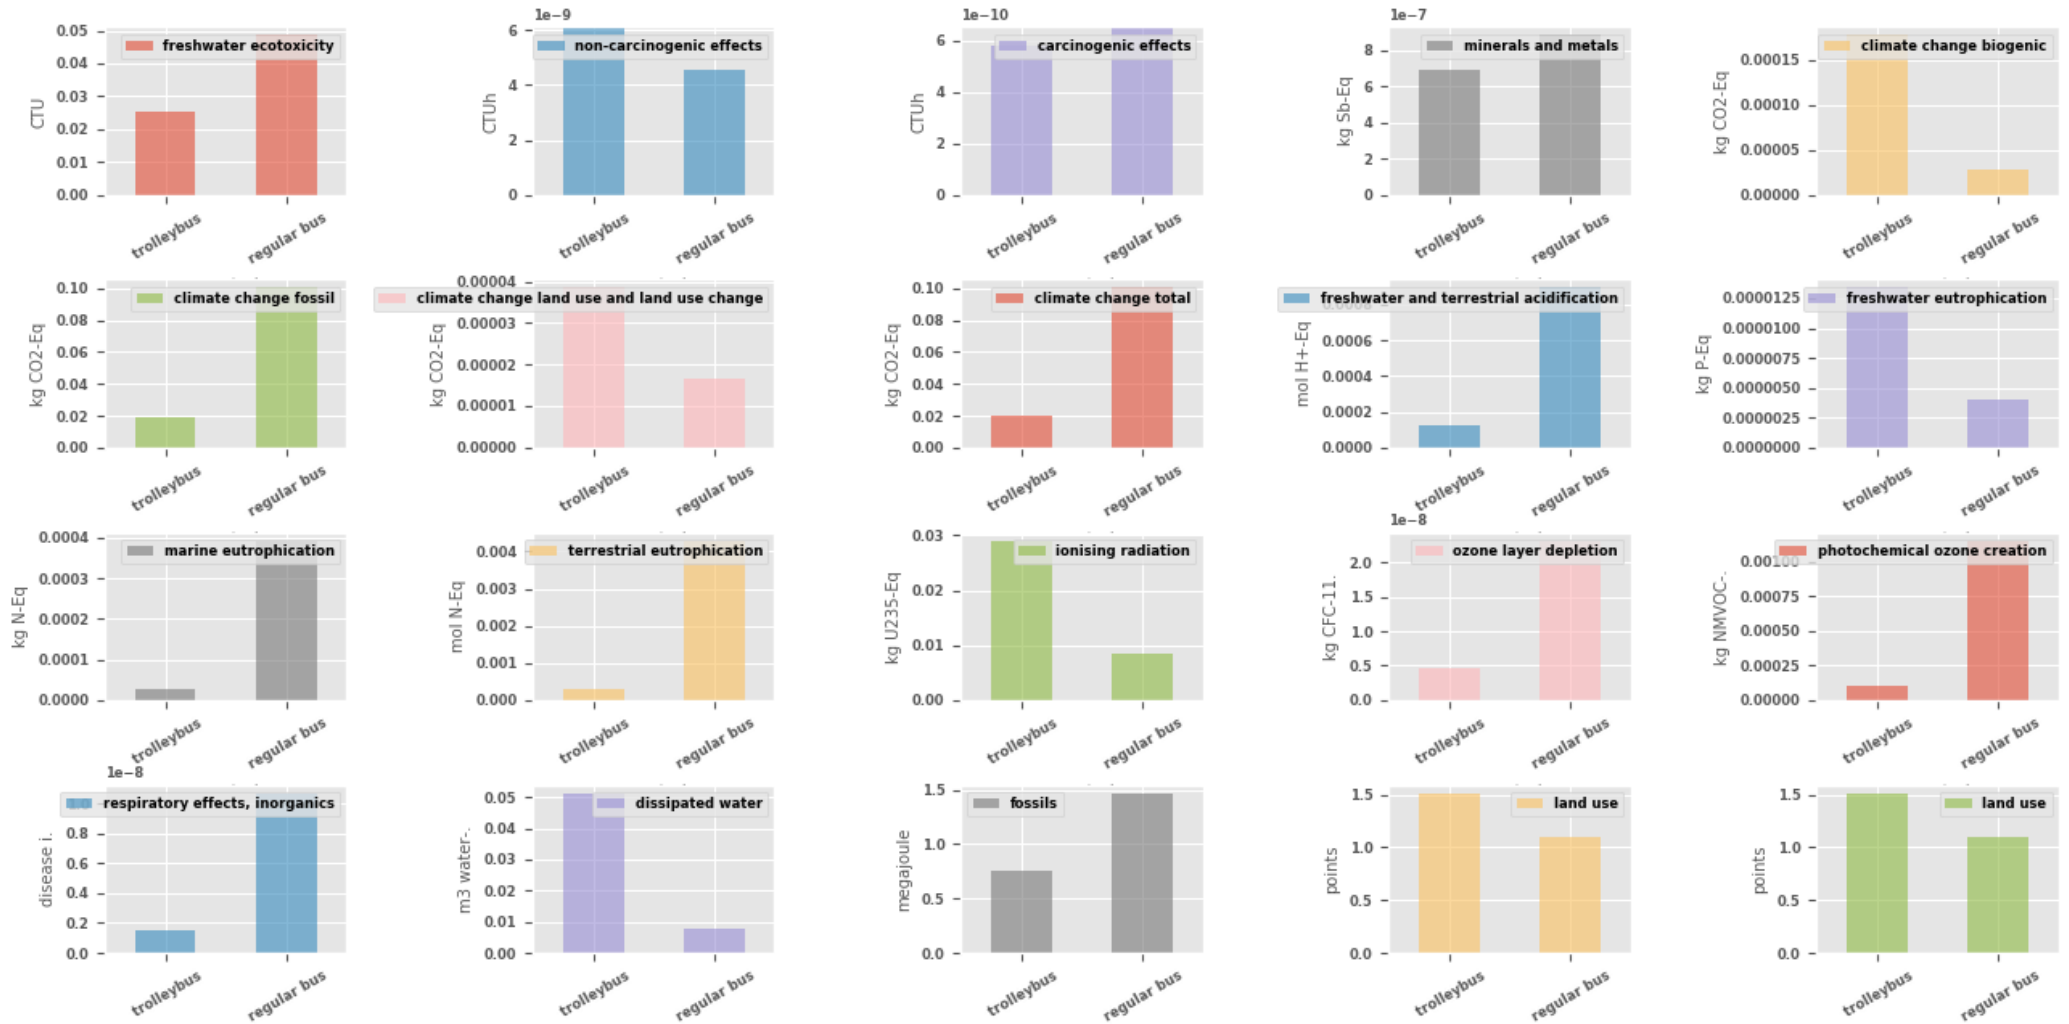 freshwater ecotoxicity
CTU
0.05
0.04
0.03
0.02
0.01
0.00
trolleybus
regular bus
1e−9
non-carcinogenic effects
CTUh
6
4
2
0
trolleybus
regular bus
1e−10
carcinogenic effects
CTUh
6
4
2
0
trolleybus
regular bus
1e−7
minerals and metals
kg Sb-Eq
8
6
4
2
0
trolleybus
regular bus
climate change biogenic
kg CO2-Eq
0.00015
0.00010
0.00005
0.00000
trolleybus
regular bus
climate change fossil
kg CO2-Eq
0.10
0.08
0.06
0.04
0.02
0.00
trolleybus
regular bus
climate change land use and land use change
kg CO2-Eq
0.00004
0.00003
0.00002
0.00001
0.00000
trolleybus
regular bus
climate change total
kg CO2-Eq
0.10
0.08
0.06
0.04
0.02
0.00
trolleybus
regular bus
freshwater and terrestrial acidification
mol H+-Eq
0.0008
0.0006
0.0004
0.0002
0.0000
trolleybus
regular bus
freshwater eutrophication
kg P-Eq
0.0000125
0.0000100
0.0000075
0.0000050
0.0000025
0.0000000
trolleybus
regular bus
marine eutrophication
kg N-Eq
0.0004
0.0003
0.0002
0.0001
0.0000
trolleybus
regular bus
terrestrial eutrophication
mol N-Eq
0.004
0.003
0.002
0.001
0.000
trolleybus
regular bus
ionising radiation
kg U235-Eq
0.03
0.02
0.01
0.00
trolleybus
regular bus
1e−8
ozone layer depletion
kg CFC-11.
2.0
1.5
1.0
0.5
0.0
trolleybus
regular bus
photochemical ozone creation
kg NMVOC-.
0.00100
0.00075
0.00050
0.00025
0.00000
trolleybus
regular bus
1e−8
respiratory effects, inorganics
disease i.
1.0
0.8
0.6
0.4
0.2
0.0
trolleybus
regular bus
dissipated water
m3 water-.
0.05
0.04
0.03
0.02
0.01
0.00
trolleybus
regular bus
fossils
megajoule
1.5
1.0
0.5
0.0
trolleybus
regular bus
land use
points
1.5
1.0
0.5
0.0
trolleybus
regular bus
land use
points
1.5
1.0
0.5
0.0
trolleybus
regular bus